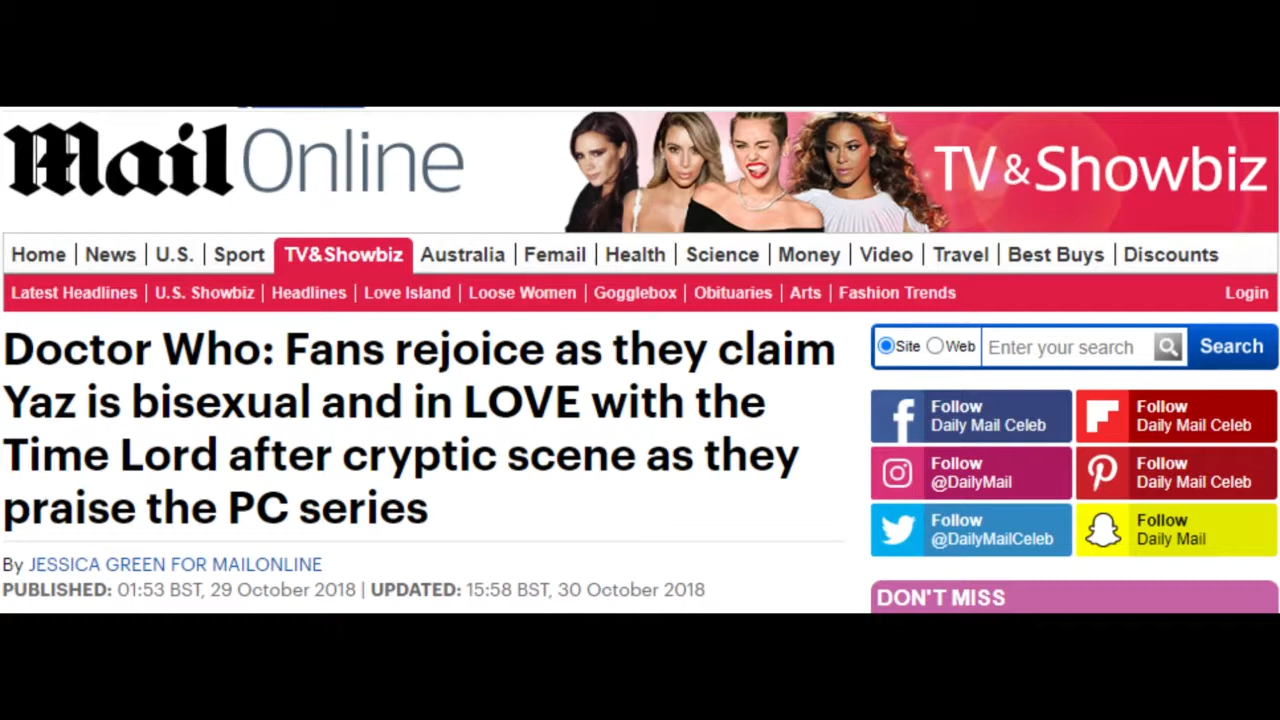 Mail Online
TV&Showbiz
Home News U.S. Sport TV&Showbiz Australia Femail Health Science Money Video Travel Best Buys Discounts
Latest Headlines U.S. Showbiz Headlines Love Island Loose Women Gogglebox Obituaries Arts Fashion Trends Login
Doctor Who: Fans rejoice as they claim
Yaz is bisexual and in LOVE with the
Time Lord after cryptic scene as they
praise the PC series
By JESSICA GREEN FOR MAILONLINE
PUBLISHED: 01:53 BST, 29 October 2018 | UPDATED: 15:58 BST, 30 October 2018
Site Web Enter your search Search
Follow
Daily Mail Celeb
Follow
Daily Mail Celeb
Follow
@DailyMail
Follow
Daily Mail Celeb
Follow
@DailyMailCeleb
Follow
Daily Mail
DON'T MISS